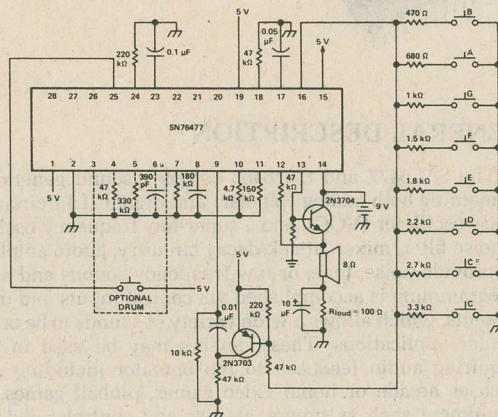 470 Ω
B
5 V
5 V
0.05
μF
220
kΩ
0.1 μF
47
kΩ
680 Ω
A
1 kΩ
G
28 27 26 25 24 23 22 21 20 19 18 17 16 15
SN76477
1 2 3 4 5 6 7 8 9 10 11 12 13 14
1.5 kΩ
F
GENERAL DESCRIPTION
5 V
47
kΩ
390
pF
330
kΩ
180
kΩ
4.7
kΩ
150
kΩ
47
kΩ
2N3704
9 V
1.8 kΩ
E
2.2 kΩ
D
2.7 kΩ
C
3.3 kΩ
C
8 Ω
5 V
OPTIONAL
DRUM
5 V
0.01
μF
220
kΩ
10
μF
Rloud = 100 Ω
10 kΩ
2N3703
47 kΩ
47 kΩ